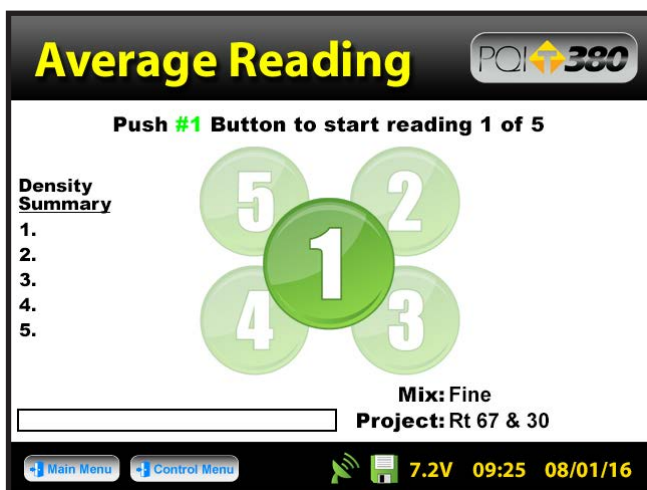 Average Reading
PQI 380
Push #1 Button to start reading 1 of 5
Density
Summary
1.
2.
3.
4.
5.
5
2
1
4
3
Mix: Fine
Project: Rt 67 & 30
Main Menu
Control Menu
7.2V 09:25 08/01/16